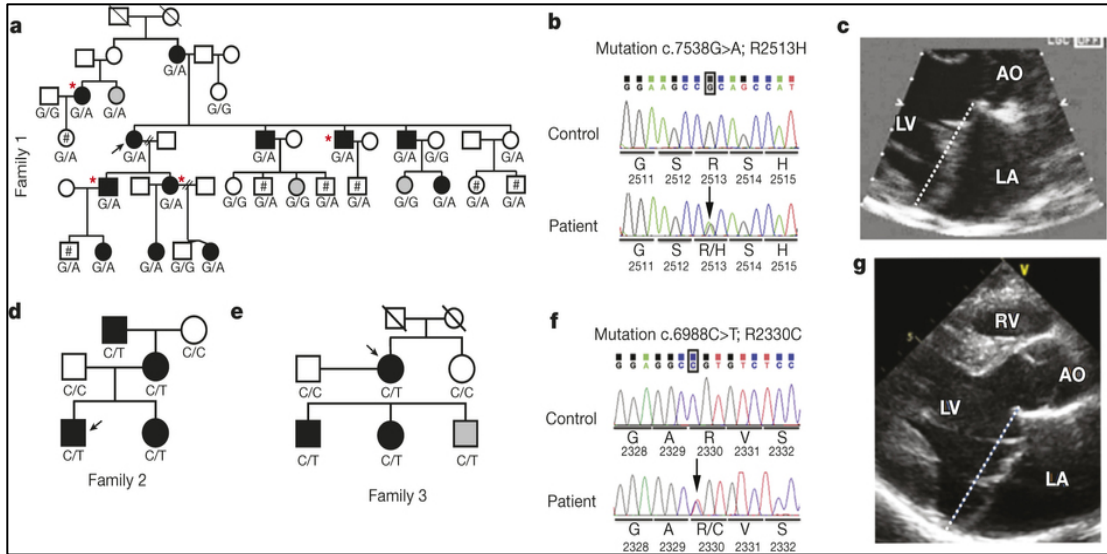 a
G/A
G/G
*
G/G G/A G/A
#
G/A
*
G/A G/A G/A G/A G/G G/A
* *
# # # # #
G/A G/A G/G G/A G/G G/A G/A G/G G/A G/A G/A
#
G/A G/A G/A G/G G/A
Family 1
b
Mutation c.7538G>A; R2513H
G G A A G C C G C A G C C A T
Control
G S R S H
2511 2512 2513 2514 2515
Patient
G S R/H S H
2511 2512 2513 2514 2515
c
AO
LV
LA
d
C/T C/C
C/C C/T
C/T C/T
Family 2
e
C/C C/T C/C
C/T C/T C/T
Family 3
f
Mutation c.6988C>T; R2330C
G G A G G C C G T G T C T C C
Control
G A R V S
2328 2329 2330 2331 2332
Patient
G A R/C V S
2328 2329 2330 2331 2332
g
V
5
RV
AO
LV
LA